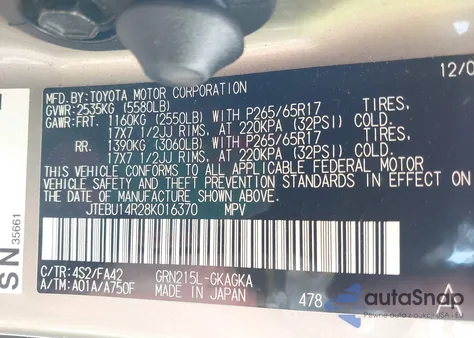 12/0
MFD.BY:TOYOTA MOTOR CORPORATION
GVWR:2535KG (5580LB)
GAWR:FRT 1160KG (2550LB) WITH P265/65R17 TIRES,
17X7 1/2JJ RIMS, AT 220KPA (32PSI) COLD.
RR. 1390KG (3060LB) WITH P265/65R17 TIRES,
17X7 1/2JJ RIMS, AT 220KPA (32PSI) COLD.
THIS VEHICLE CONFORMS TO ALL APPLICABLE FEDERAL MOTOR
VEHICLE SAFETY AND THEFT PREVENTION STANDARDS IN EFFECT ON
THE DATE OF MANUFACTURE SHOWN ABOVE.
JTEBU14R28K016370 MPV
C/TR:4S2/FA42 GRN215L-GKAGKA
A/TM:A01A/A750F MADE IN JAPAN 478
SN 35661
autoSnap
Pewne auto z USA i EU